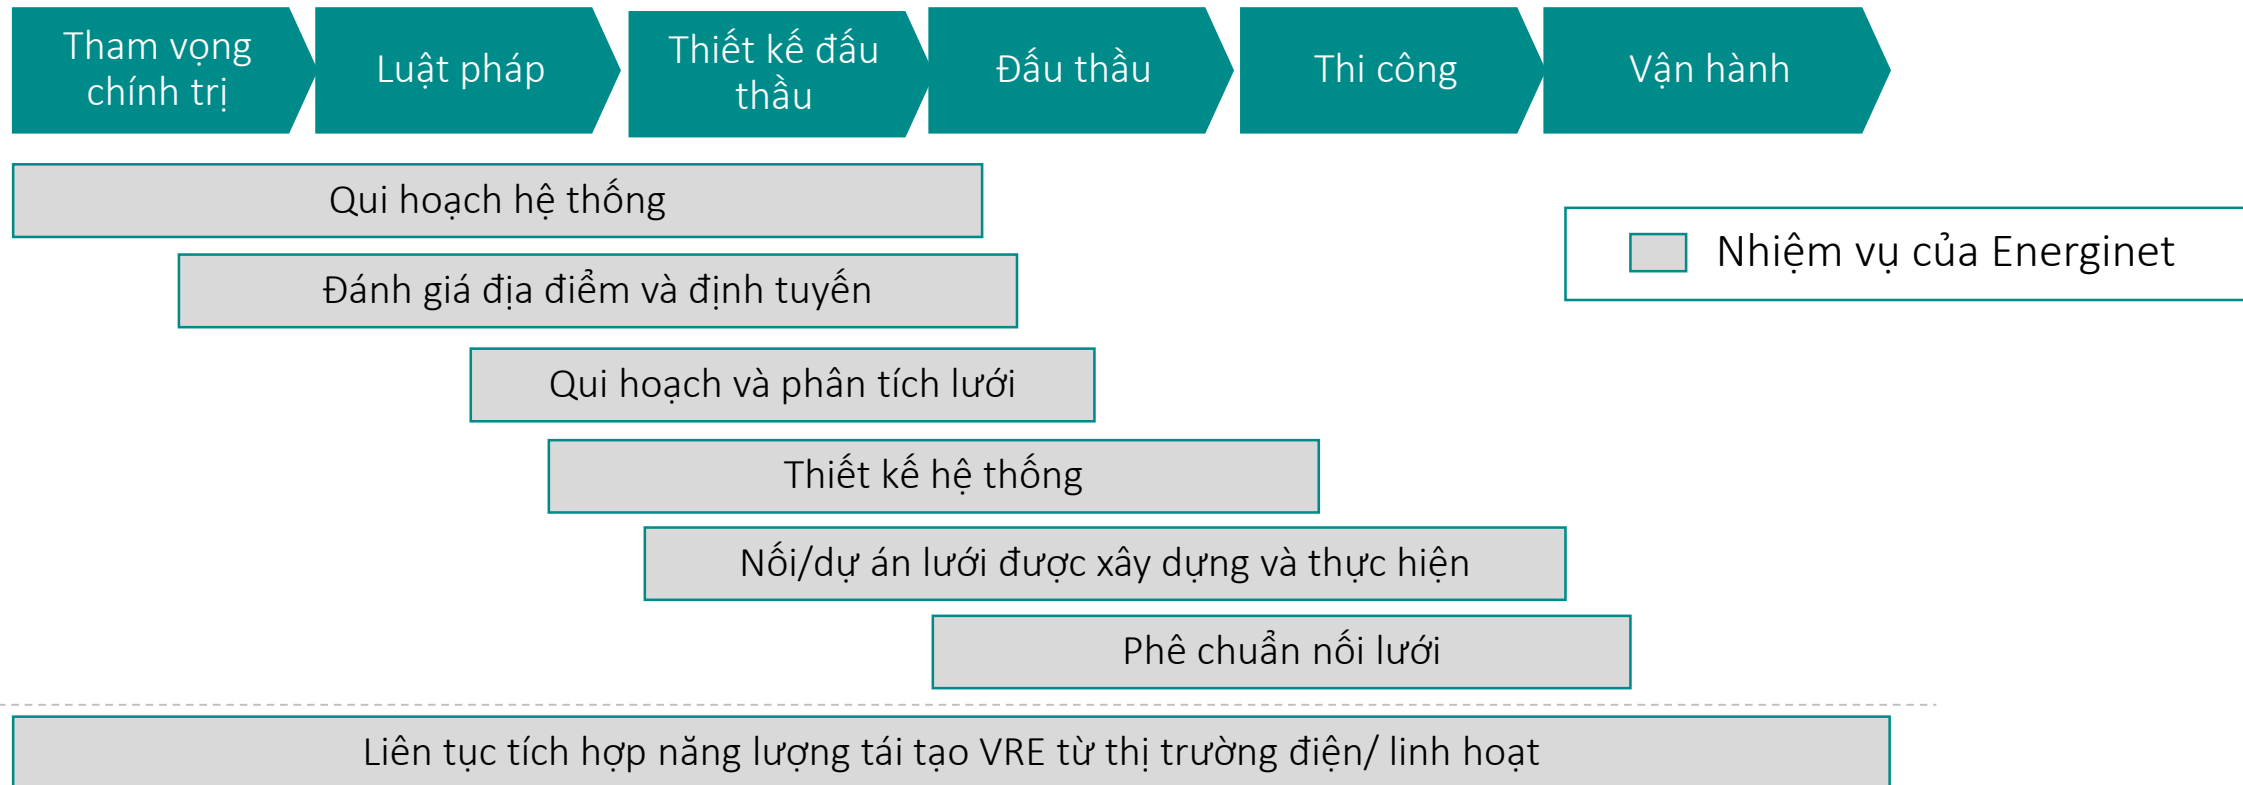 Tham vọng
chính trị
Luật pháp
Thiết kế đấu
thầu
Đấu thầu
Thi công
Vận hành
Qui hoạch hệ thống
Nhiệm vụ của Energinet
Đánh giá địa điểm và định tuyến
Qui hoạch và phân tích lưới
Thiết kế hệ thống
Nối/dự án lưới được xây dựng và thực hiện
Phê chuẩn nối lưới
Liên tục tích hợp năng lượng tái tạo VRE từ thị trường điện/ linh hoạt